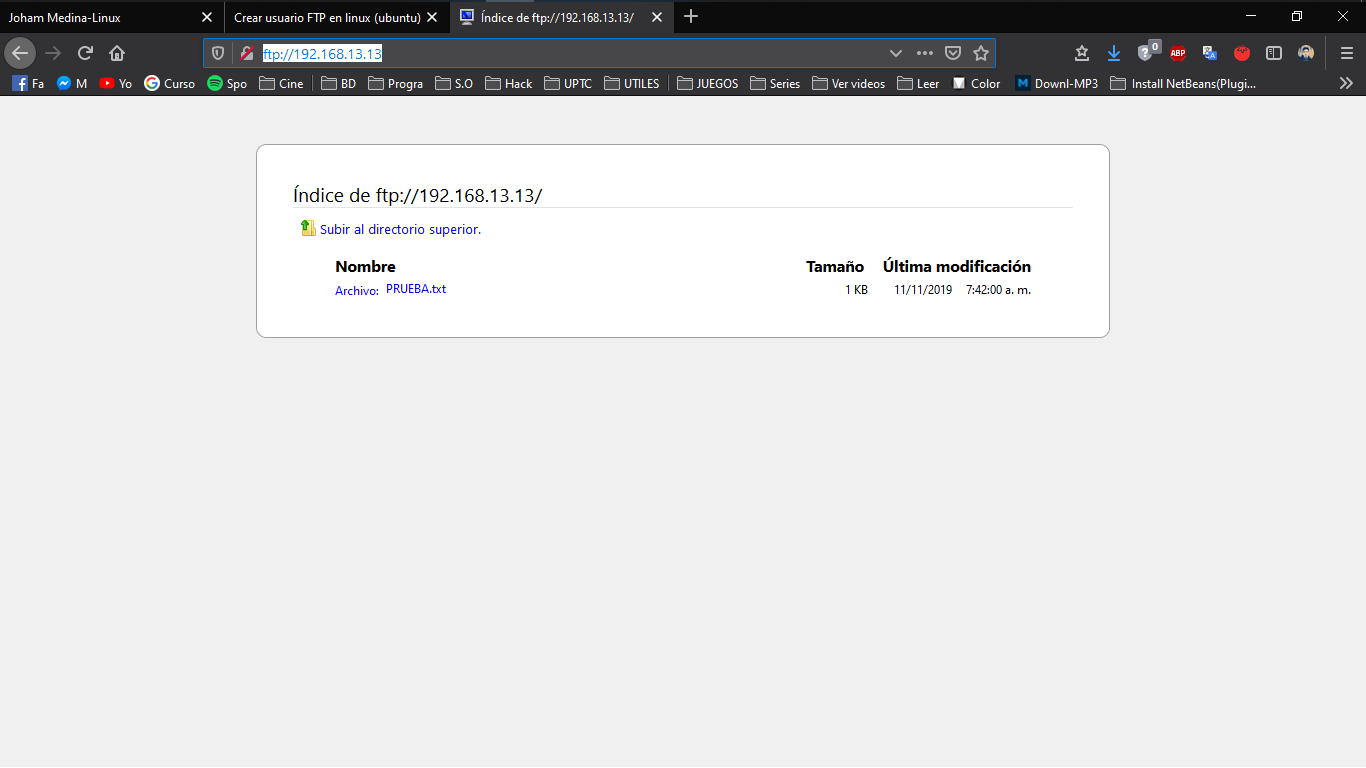 Joham Medina-Linux
Crear usuario FTP en linux (ubuntu)
Índice de ftp://192.168.13.13/
ftp://192.168.13.13
0
ABP
Fa M Yo Curso Spo Cine BD Progra S.O Hack UPTC UTILES JUEGOS Series Ver videos Leer Color Downl-MP3 Install NetBeans(Plugi...
Índice de ftp://192.168.13.13/
Subir al directorio superior.
Nombre Tamaño Última modificación
Archivo: PRUEBA.txt 1 KB 11/11/2019 7:42:00 a. m.